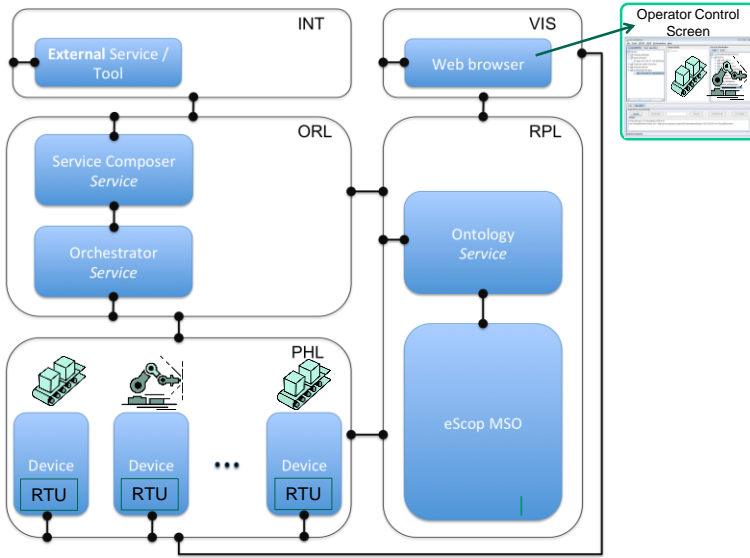 INT
VIS
Operator Control
Screen
External Service /
Tool
Web browser
ORL
RPL
Service Composer
Service
Ontology
Service
Orchestrator
Service
PHL
eScop MSO
Device
Device
Device
RTU
RTU
RTU